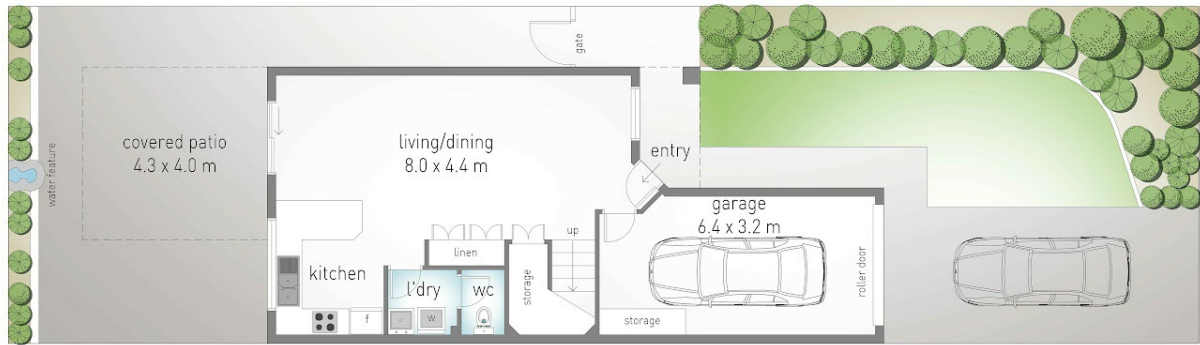 gate
covered patio
4.3 x 4.0 m
living/dining
8.0 x 4.4 m
entry
water feature
garage
6.4 x 3.2 m
up
linen
kitchen
storage
roller door
l'dry
wc
f
w
storage